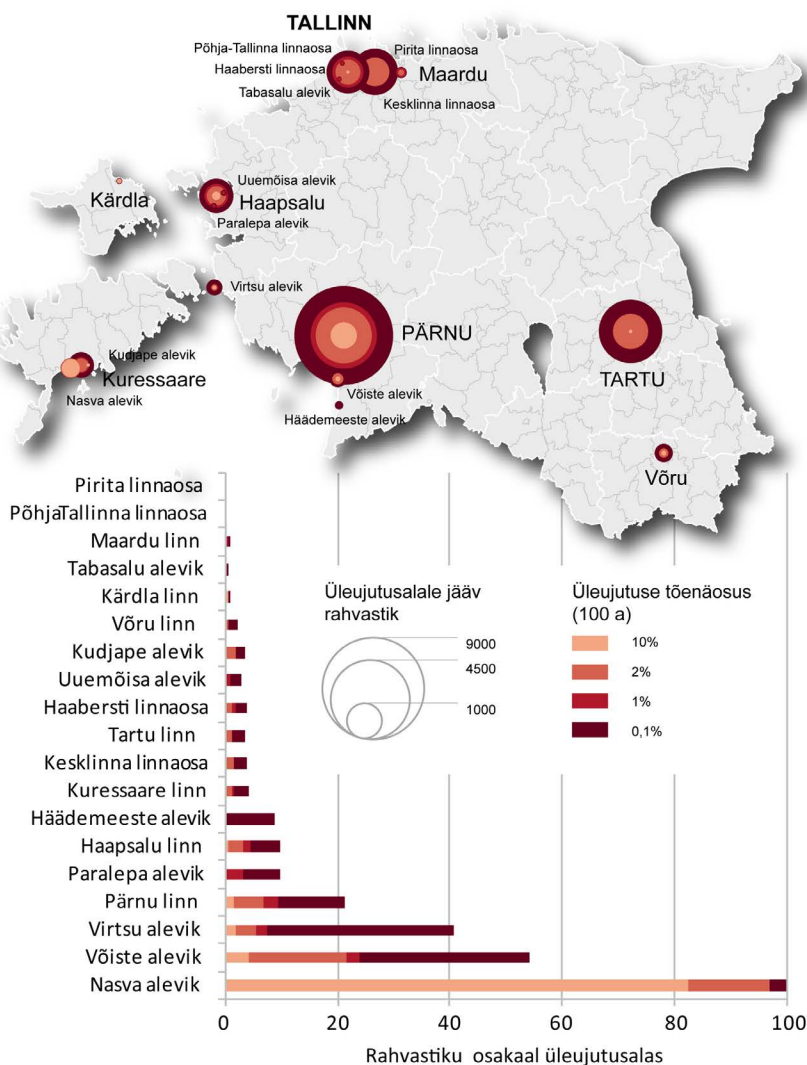 TALLINN
Põhja-Tallinna linnaosa
Pirita linnaosa
Haabersti linnaosa
Maardu
Tabasalu alevik
Kesklinna linnaosa
Uuemõisa alevik
Kärdla
Haapsalu
Paralepa alevik
Virtsu alevik
PÄRNU
Kudjape alevik
Kuressaare
TARTU
Nasva alevik
Võiste alevik
Häädemeeste alevik
Võru
Pirita linnaosa
PõhjaTallinna linnaosa
Maardu linn
Tabasalu alevik
Kärdla linn
Võru linn
Kudjape alevik
Uuemõisa alevik
Haabersti linnaosa
Tartu linn
Kesklinna linnaosa
Kuressaare linn
Häädemeeste alevik
Haapsalu linn
Paralepa alevik
Pärnu linn
Virtsu alevik
Võiste alevik
Nasva alevik
Üleujutusalale jääv
rahvastik
9000
4500
1000
Üleujutuse tõenäosus
(100 a)
10%
2%
1%
0,1%
0 20 40 60 80 100
Rahvastiku osakaal üleujutusalas